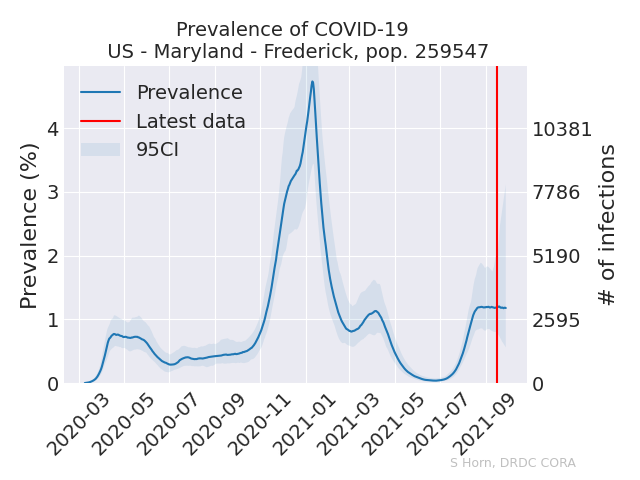 Prevalence of COVID-19
US - Maryland - Frederick, pop. 259547
Prevalence
Latest data
95CI
Prevalence (%)
4
3
2
1
0
10381
7786
5190
2595
0
# of infections
2020-03
2020-05
2020-07
2020-09
2020-11
2021-01
2021-03
2021-05
2021-07
2021-09
S Horn, DRDC CORA